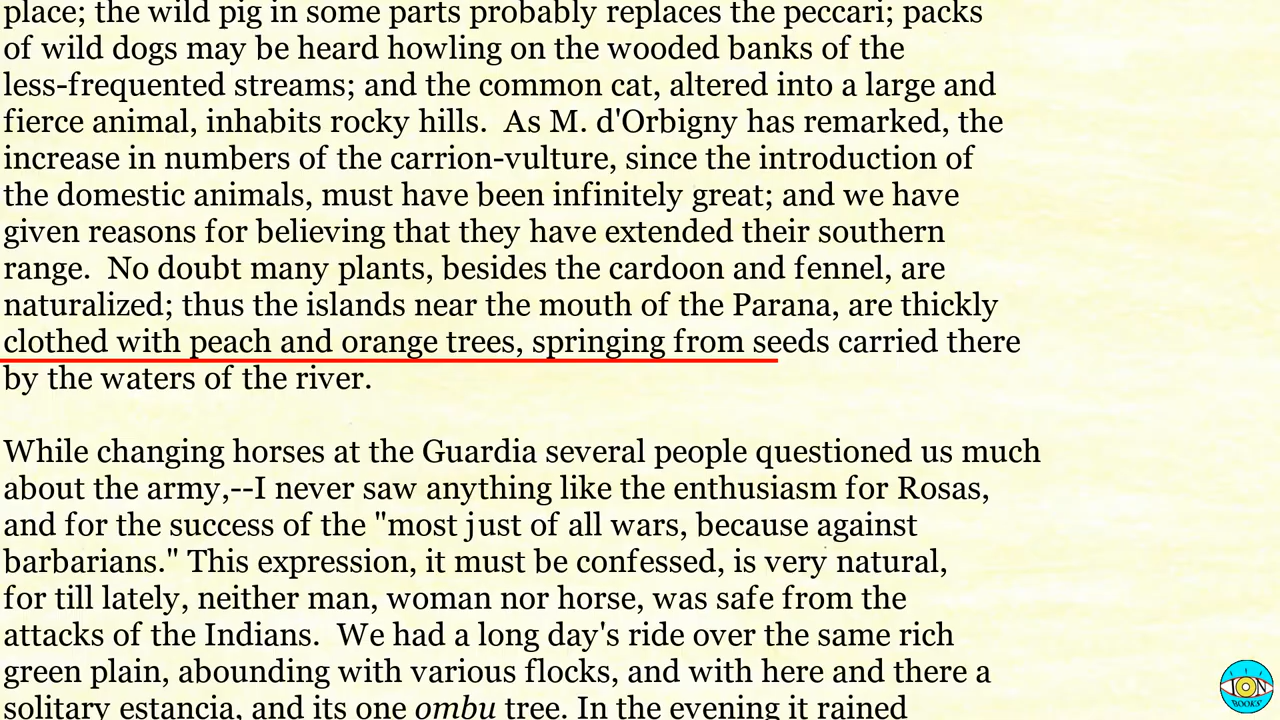 place; the wild pig in some parts probably replaces the peccari; packs
of wild dogs may be heard howling on the wooded banks of the
less-frequented streams; and the common cat, altered into a large and
fierce animal, inhabits rocky hills.  As M. d'Orbigny has remarked, the
increase in numbers of the carrion-vulture, since the introduction of
the domestic animals, must have been infinitely great; and we have
given reasons for believing that they have extended their southern
range.  No doubt many plants, besides the cardoon and fennel, are
naturalized; thus the islands near the mouth of the Parana, are thickly
clothed with peach and orange trees, springing from seeds carried there
by the waters of the river.
While changing horses at the Guardia several people questioned us much
about the army,--I never saw anything like the enthusiasm for Rosas,
and for the success of the "most just of all wars, because against
barbarians." This expression, it must be confessed, is very natural,
for till lately, neither man, woman nor horse, was safe from the
attacks of the Indians.  We had a long day's ride over the same rich
green plain, abounding with various flocks, and with here and there a
solitary estancia, and its one ombu tree. In the evening it rained
ION
BOOKS